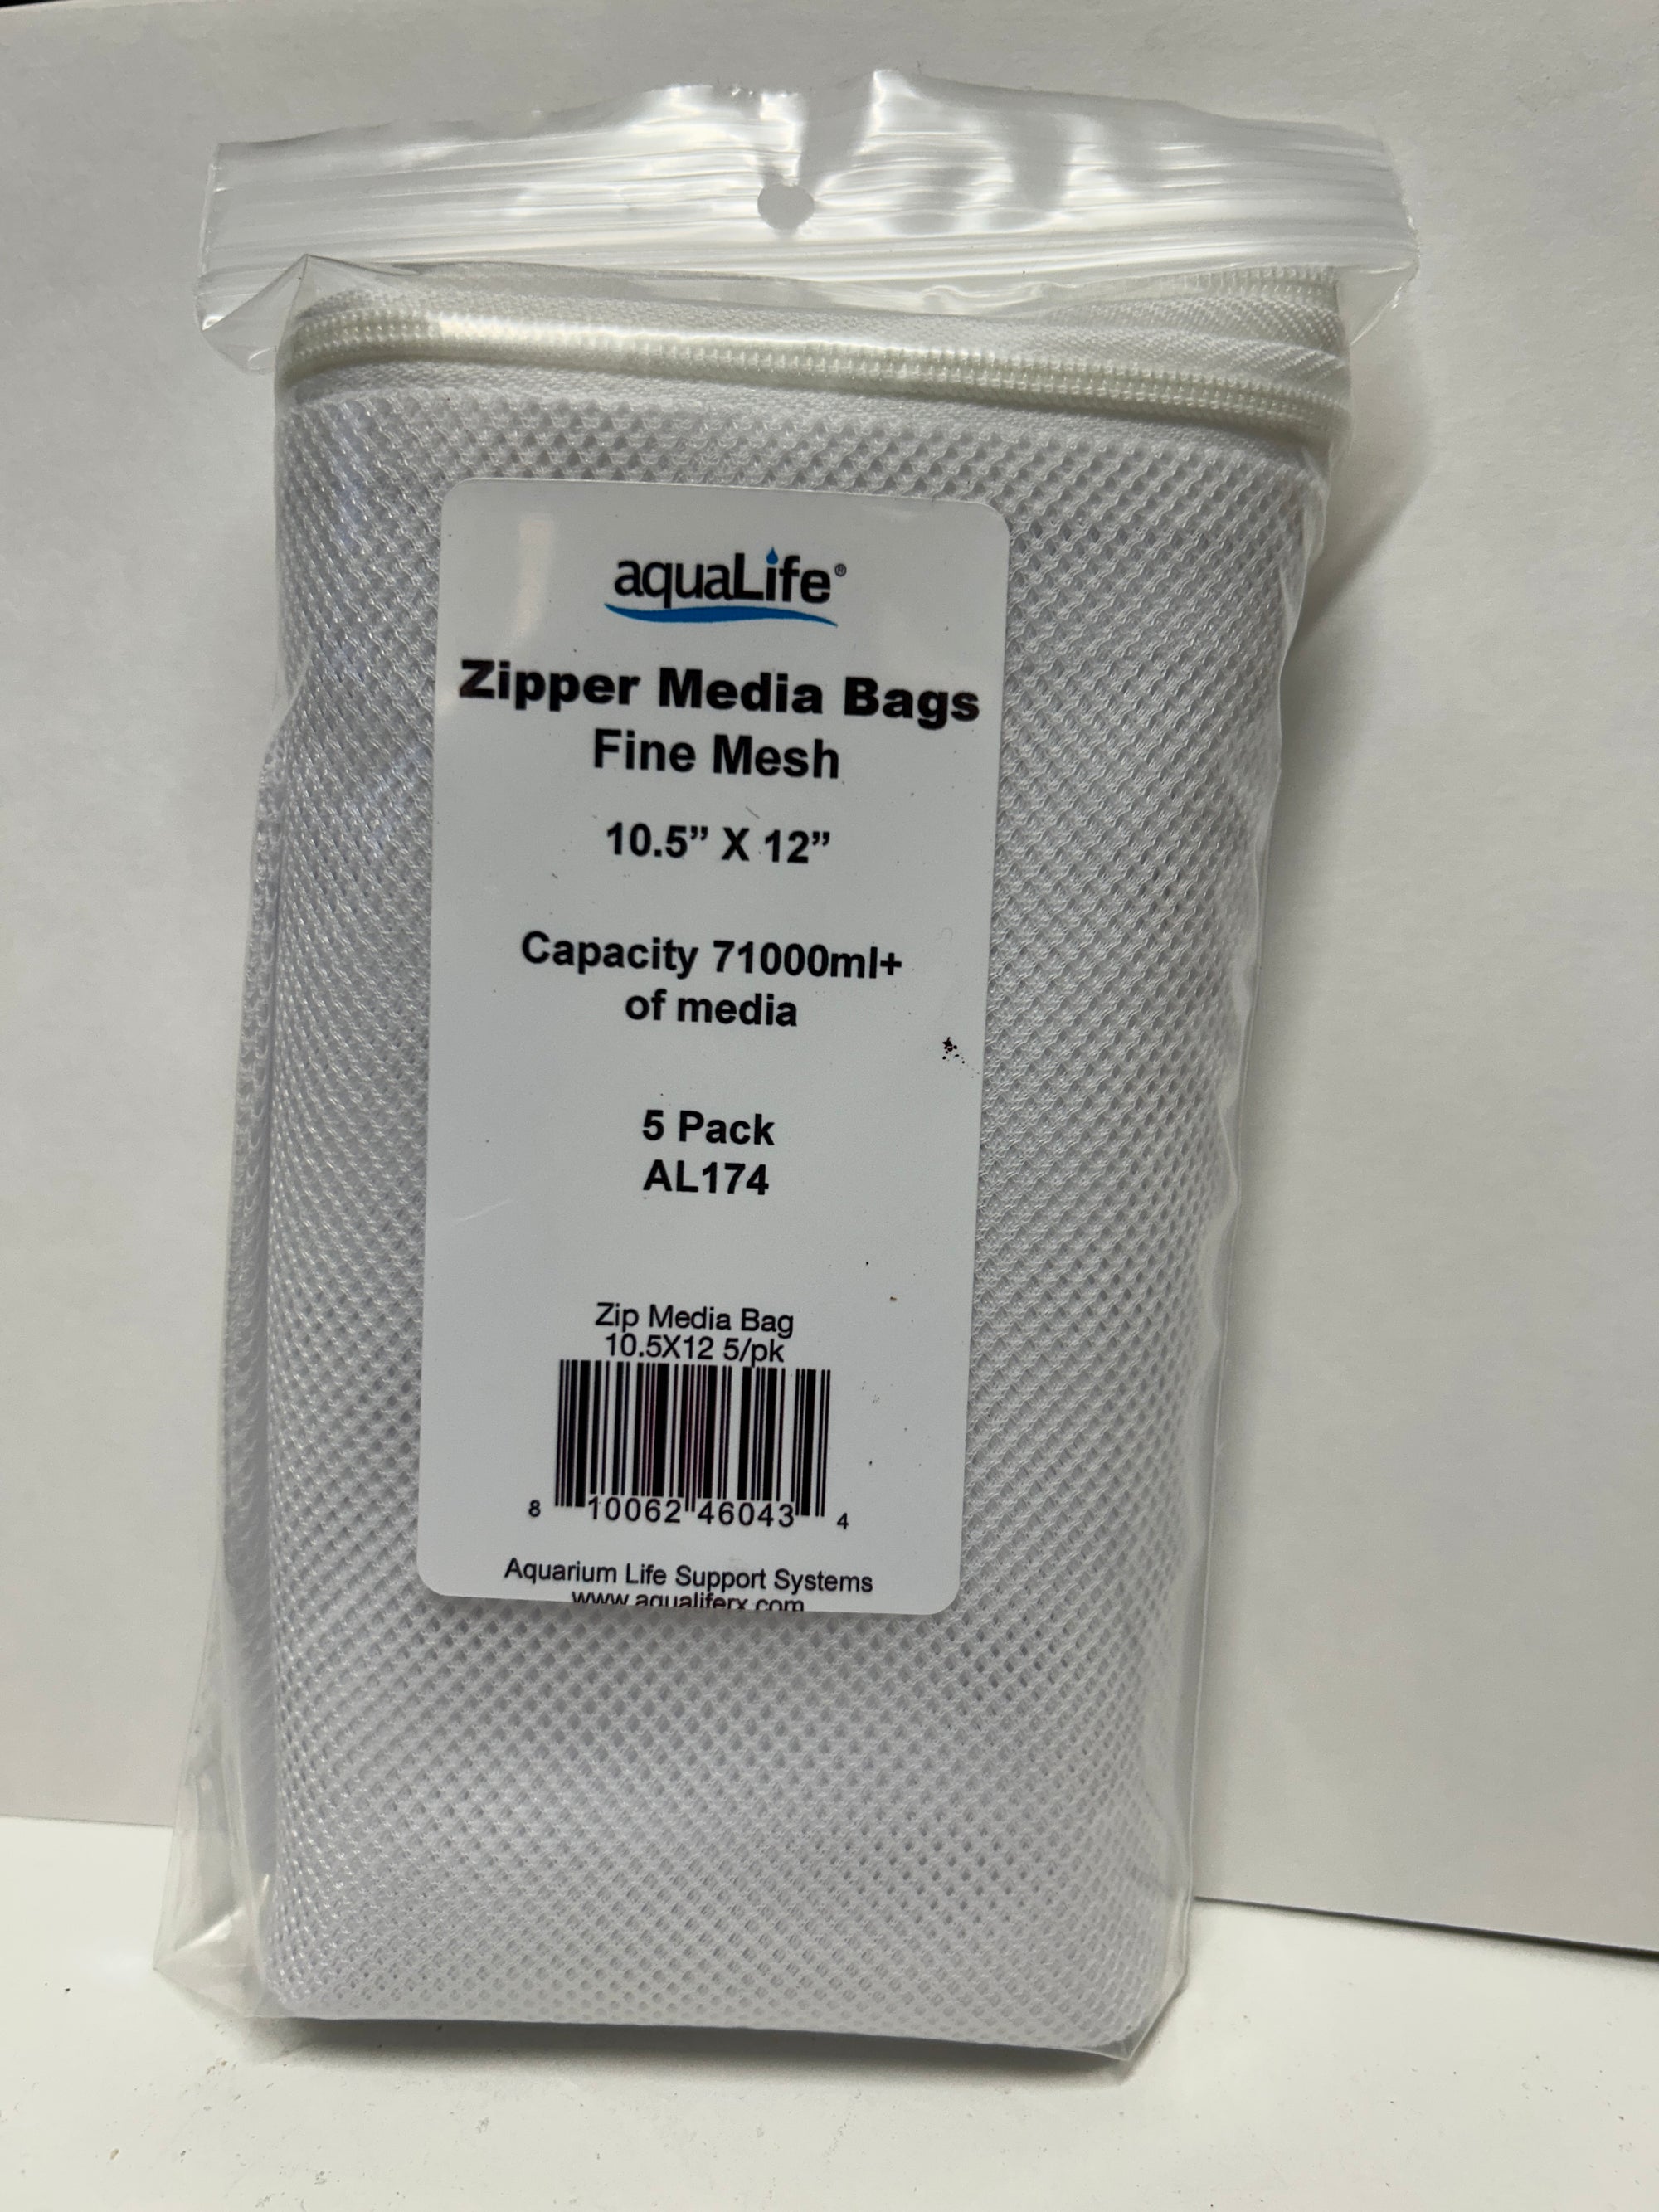 aquaLife®
Zipper Media Bags
Fine Mesh
10.5” X 12”
Capacity 71000ml+
of media
5 Pack
AL174
Zip Media Bag
10.5X12 5/pk
8 10062 46043 4
Aquarium Life Support Systems
www.aqualiferx.com